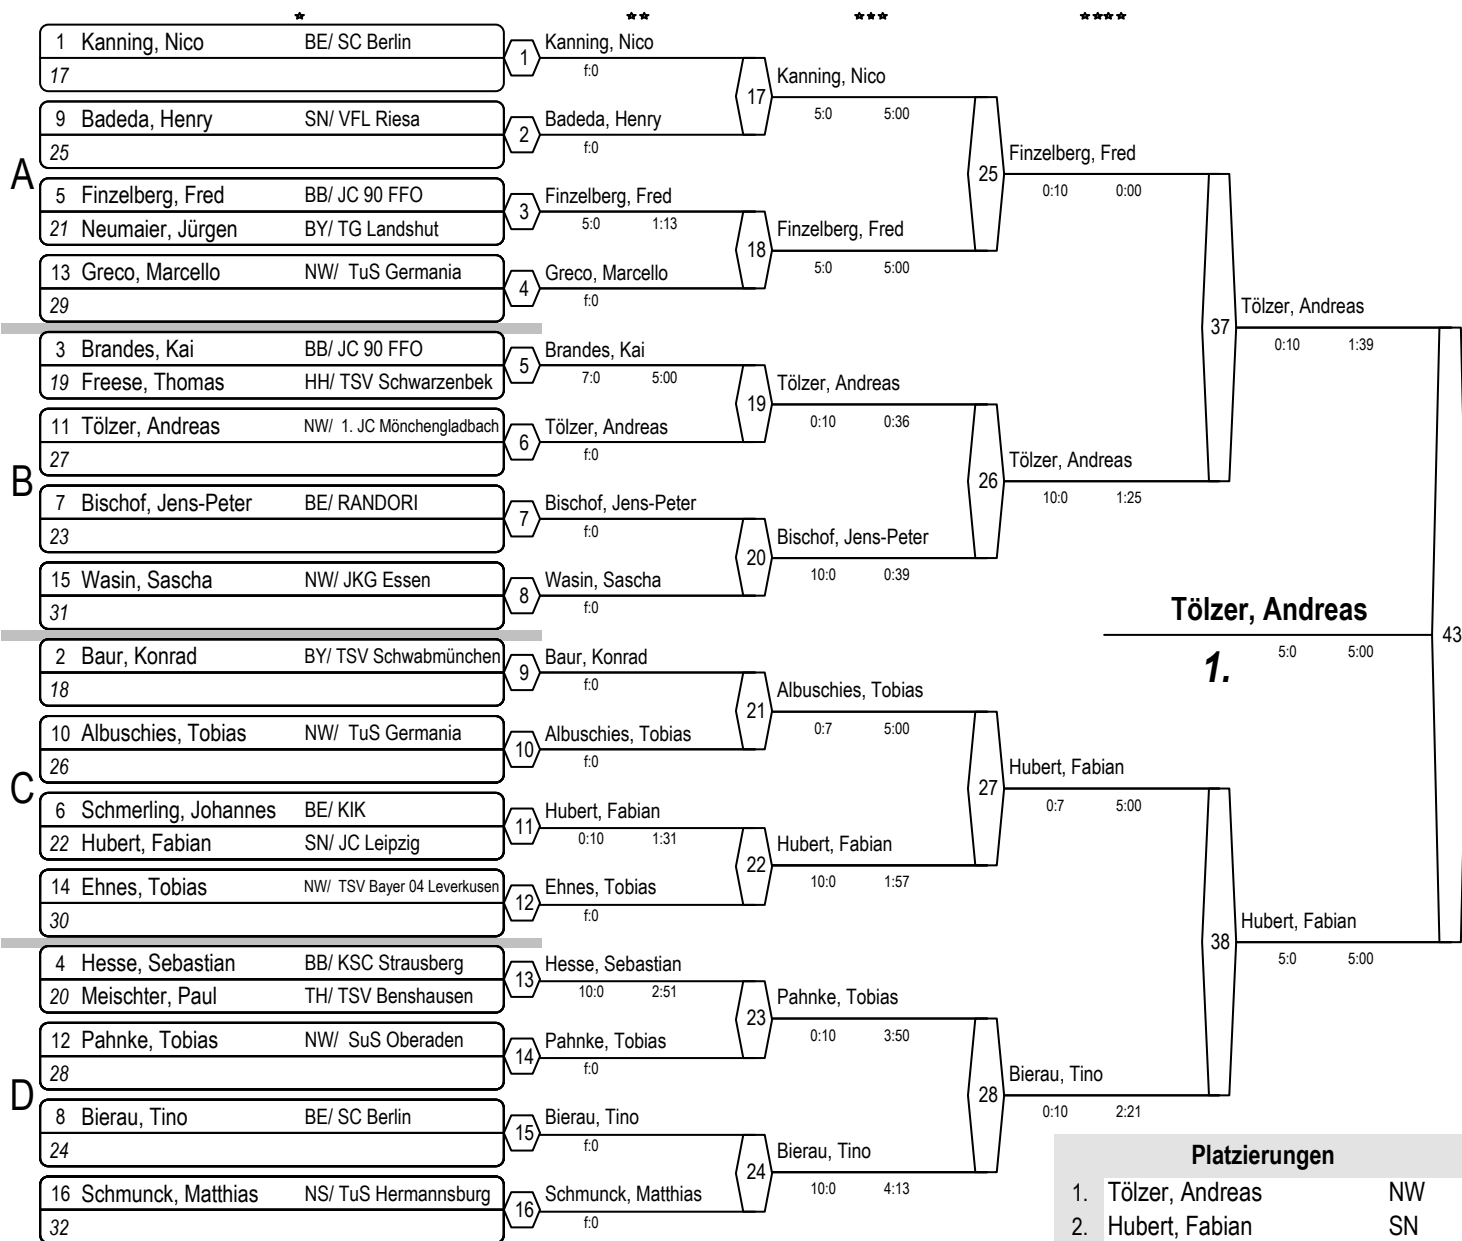 * ** *** ****
A
1 Kanning, Nico BE/ SC Berlin
17
9 Badeda, Henry SN/ VFL Riesa
25
5 Finzelberg, Fred BB/ JC 90 FFO
21 Neumaier, Jürgen BY/ TG Landshut
13 Greco, Marcello NW/ TuS Germania
29
B
3 Brandes, Kai BB/ JC 90 FFO
19 Freese, Thomas HH/ TSV Schwarzenbek
11 Tölzer, Andreas NW/ 1. JC Mönchengladbach
27
7 Bischof, Jens-Peter BE/ RANDORI
23
15 Wasin, Sascha NW/ JKG Essen
31
C
2 Baur, Konrad BY/ TSV Schwabmünchen
18
10 Albuschies, Tobias NW/ TuS Germania
26
6 Schmerling, Johannes BE/ KIK
22 Hubert, Fabian SN/ JC Leipzig
14 Ehnes, Tobias NW/ TSV Bayer 04 Leverkusen
30
D
4 Hesse, Sebastian BB/ KSC Strausberg
20 Meischter, Paul TH/ TSV Benshausen
12 Pahnke, Tobias NW/ SuS Oberaden
28
8 Bierau, Tino BE/ SC Berlin
24
16 Schmunck, Matthias NS/ TuS Hermannsburg
32
1 Kanning, Nico
f:0
2 Badeda, Henry
f:0
3 Finzelberg, Fred
5:0 1:13
4 Greco, Marcello
f:0
5 Brandes, Kai
7:0 5:00
6 Tölzer, Andreas
f:0
7 Bischof, Jens-Peter
f:0
8 Wasin, Sascha
f:0
9 Baur, Konrad
f:0
10 Albuschies, Tobias
f:0
11 Hubert, Fabian
0:10 1:31
12 Ehnes, Tobias
f:0
13 Hesse, Sebastian
10:0 2:51
14 Pahnke, Tobias
f:0
15 Bierau, Tino
f:0
16 Schmunck, Matthias
f:0
17 Kanning, Nico
5:0 5:00
18 Finzelberg, Fred
5:0 5:00
19 Tölzer, Andreas
0:10 0:36
20 Bischof, Jens-Peter
10:0 0:39
21 Albuschies, Tobias
0:7 5:00
22 Hubert, Fabian
10:0 1:57
23 Pahnke, Tobias
0:10 3:50
24 Bierau, Tino
10:0 4:13
25 Finzelberg, Fred
0:10 0:00
26 Tölzer, Andreas
10:0 1:25
27 Hubert, Fabian
0:7 5:00
28 Bierau, Tino
0:10 2:21
37 Tölzer, Andreas
0:10 1:39
38 Hubert, Fabian
5:0 5:00
43
Tölzer, Andreas
1. 5:0 5:00
Platzierungen
1. Tölzer, Andreas NW
2. Hubert, Fabian SN